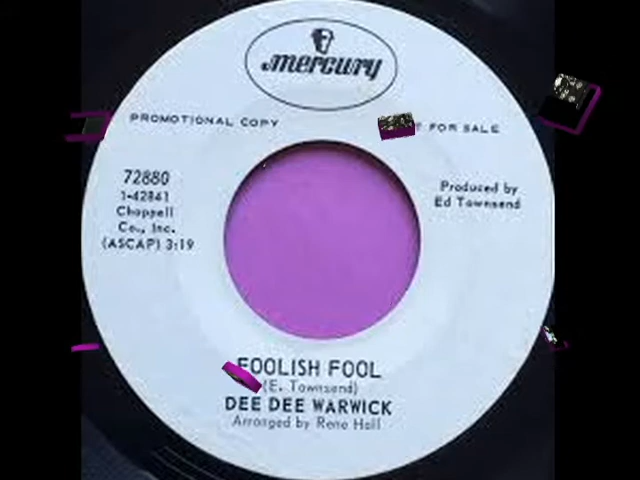 mercury
PROMOTIONAL COPY
FOR SALE
72880
1-42841
Chappell
Co., Inc.
(ASCAP) 3:19
Produced by
Ed Townsend
FOOLISH FOOL
(E. Townsend)
DEE DEE WARWICK
Arranged by Rene Hall